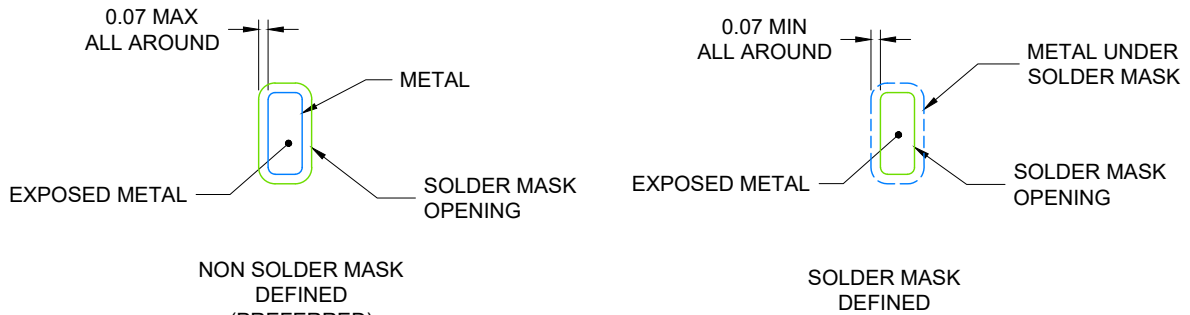 0.07 MAX
ALL AROUND
METAL
EXPOSED METAL
SOLDER MASK
OPENING
NON SOLDER MASK
DEFINED
(PREFERRED)
0.07 MIN
ALL AROUND
METAL UNDER
SOLDER MASK
EXPOSED METAL
SOLDER MASK
OPENING
SOLDER MASK
DEFINED